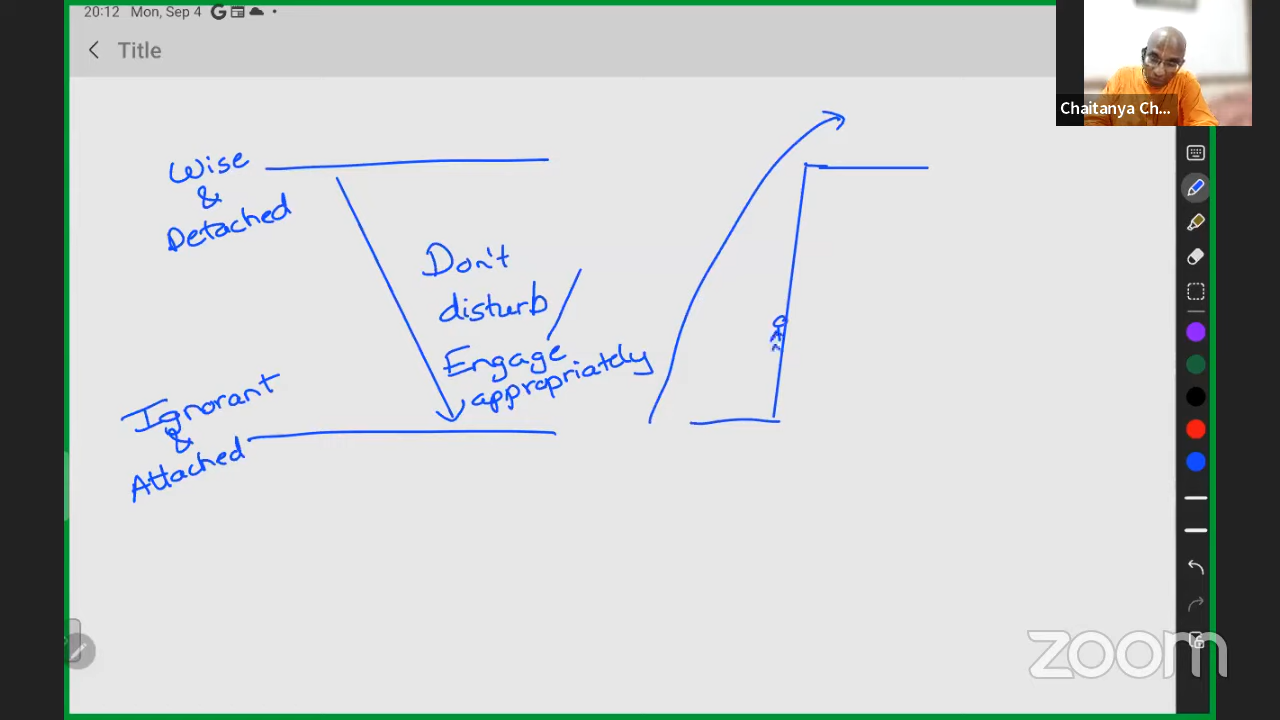 20:12 Mon, Sep 4
Title
Chaitanya Ch...
Wise
&
Detached
Don't
disturb
Engage
appropriately
Ignorant
&
Attached
zoom